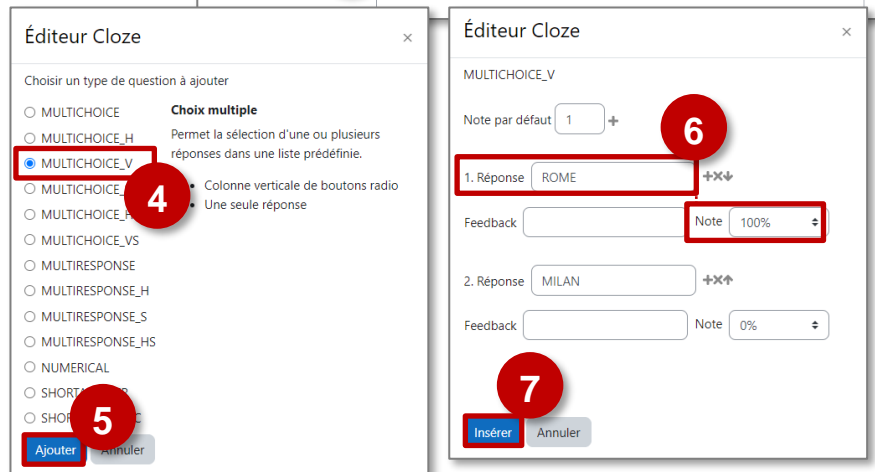 Éditeur Cloze ×
Choisir un type de question à ajouter
MULTICHOICE
MULTICHOICE_H
MULTICHOICE_V
MULTICHOICE_
MULTICHOICE_H
MULTICHOICE_VS
MULTIRESPONSE
MULTIRESPONSE_H
MULTIRESPONSE_S
MULTIRESPONSE_HS
NUMERICAL
Choix multiple
Permet la sélection d'une ou plusieurs
réponses dans une liste prédéfinie.
• Colonne verticale de boutons radio
• Une seule réponse
4
5
Ajouter Annuler
Éditeur Cloze ×
MULTICHOICE_V
Note par défaut 1 +
6
1. Réponse ROME
Feedback Note 100%
2. Réponse MILAN
Feedback Note 0%
7
Insérer Annuler